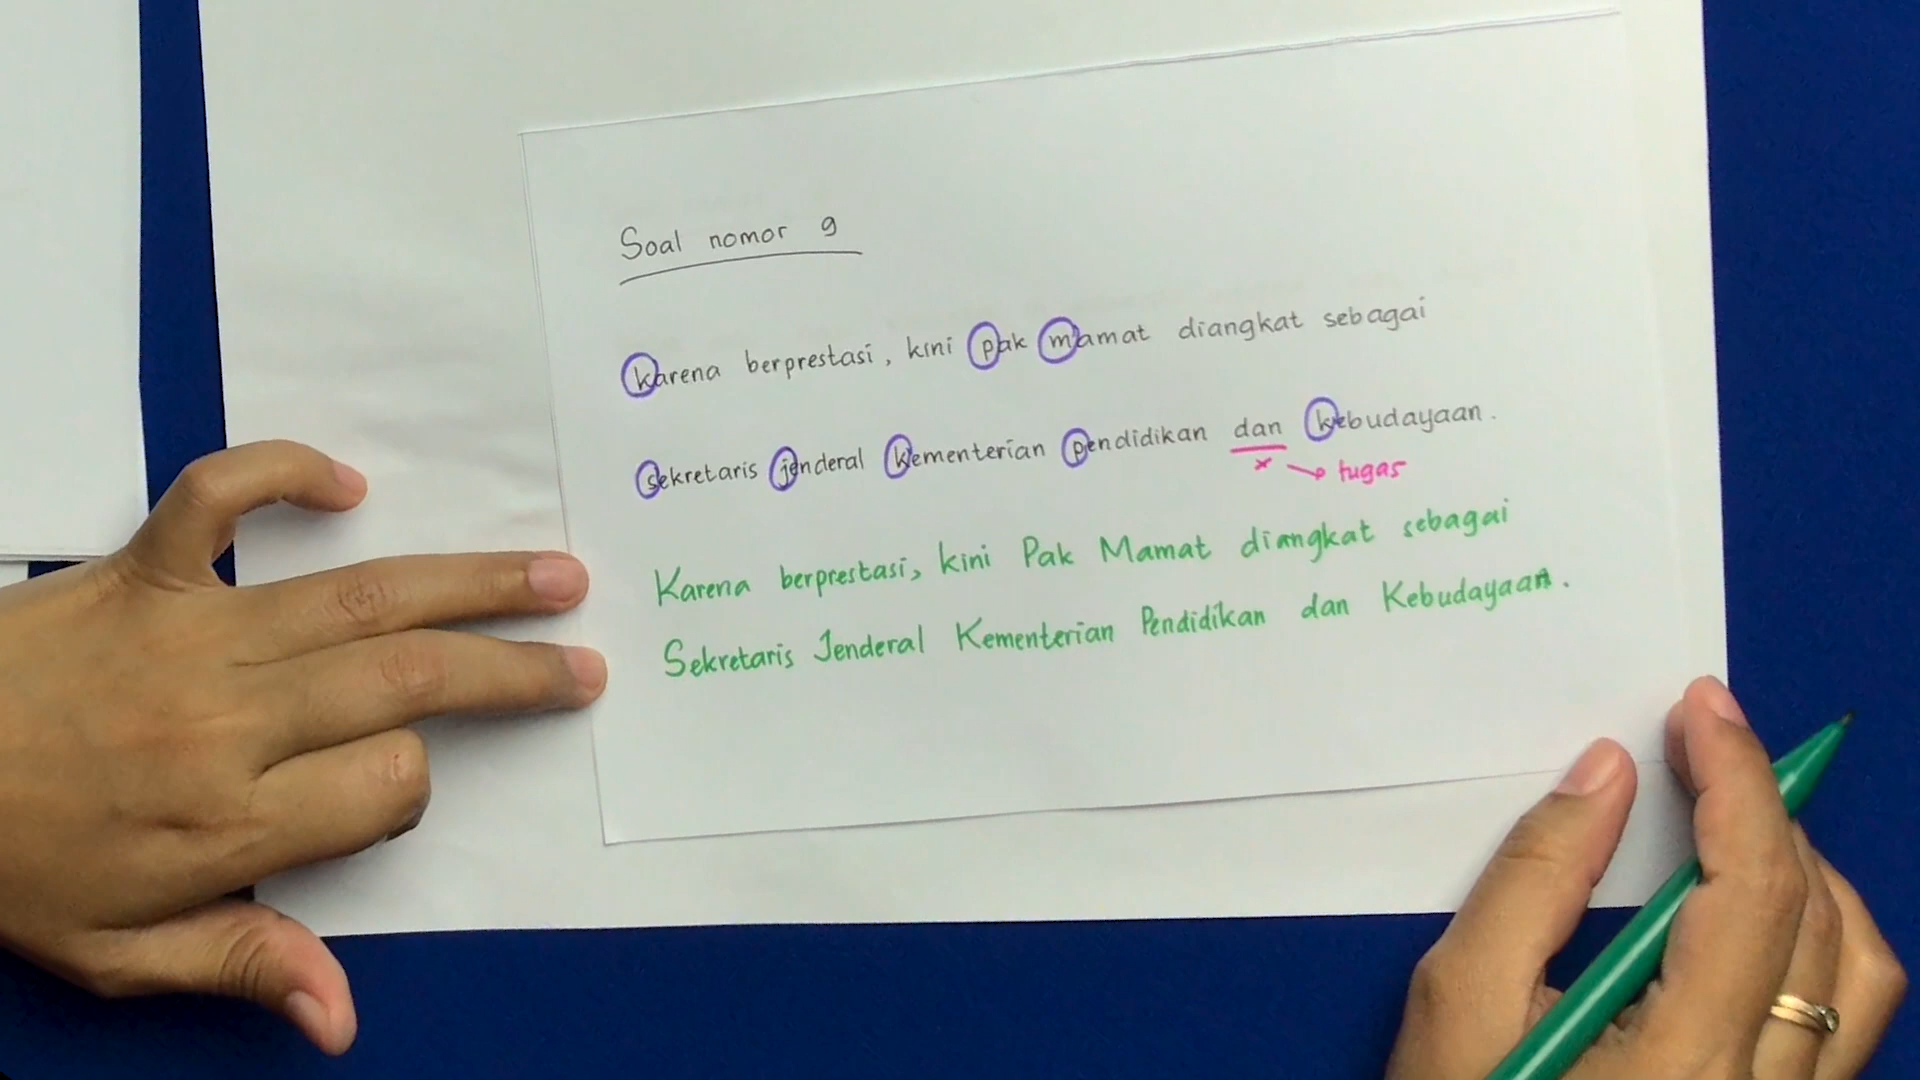 Soal nomor 9
karena berprestasi, kini pak mamat diangkat sebagai
sekretaris jenderal kementerian pendidikan dan kebudayaan.
x → tugas
Karena berprestasi, kini Pak Mamat diangkat sebagai
Sekretaris Jenderal Kementerian Pendidikan dan Kebudayaan.